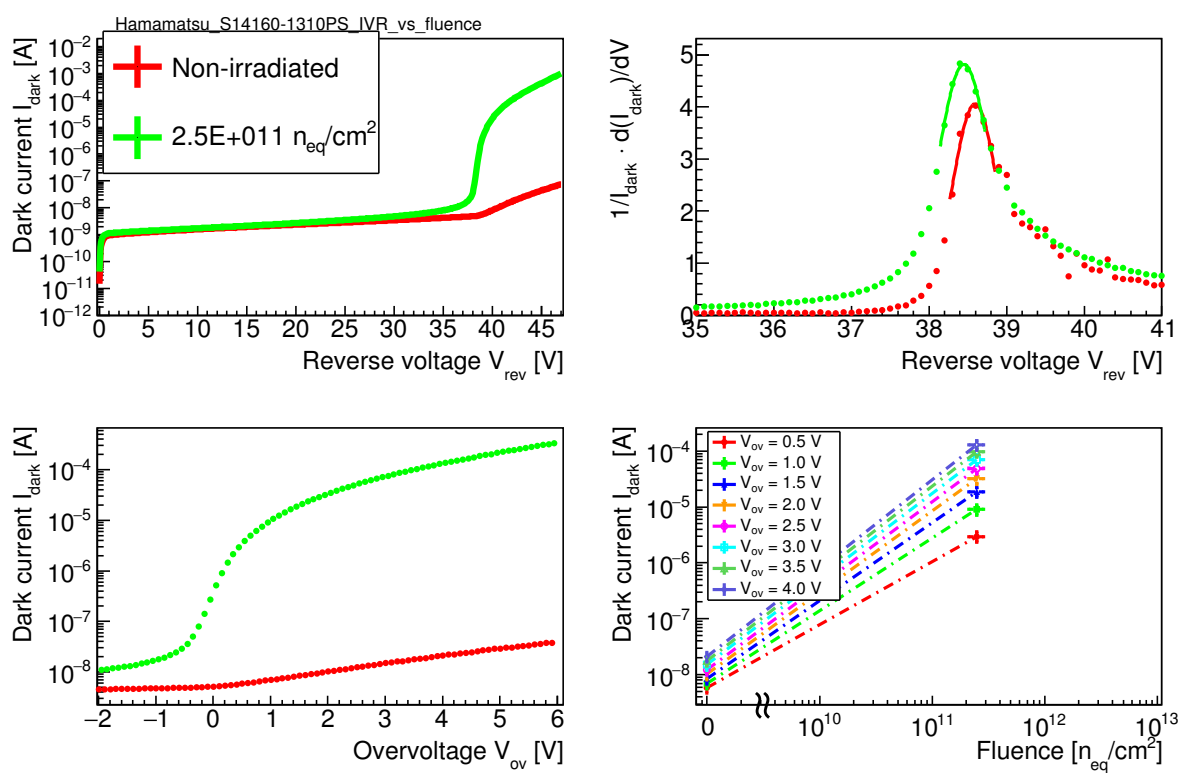 Hamamatsu_S14160-1310PS_IVR_vs_fluence
Dark current I_dark [A]
10^−2
10^−3
10^−4
10^−5
10^−6
10^−7
10^−8
10^−9
10^−10
10^−11
10^−12
Non-irradiated
2.5E+011 n_eq/cm^2
0 5 10 15 20 25 30 35 40 45
Reverse voltage V_rev [V]
1/I_dark · d(I_dark)/dV
5
4
3
2
1
0
35 36 37 38 39 40 41
Reverse voltage V_rev [V]
Dark current I_dark [A]
10^−4
10^−5
10^−6
10^−7
10^−8
−2 −1 0 1 2 3 4 5 6
Overvoltage V_ov [V]
Dark current I_dark [A]
10^−4
10^−5
10^−6
10^−7
10^−8
V_ov = 0.5 V
V_ov = 1.0 V
V_ov = 1.5 V
V_ov = 2.0 V
V_ov = 2.5 V
V_ov = 3.0 V
V_ov = 3.5 V
V_ov = 4.0 V
0 10^10 10^11 10^12 10^13
Fluence [n_eq/cm^2]